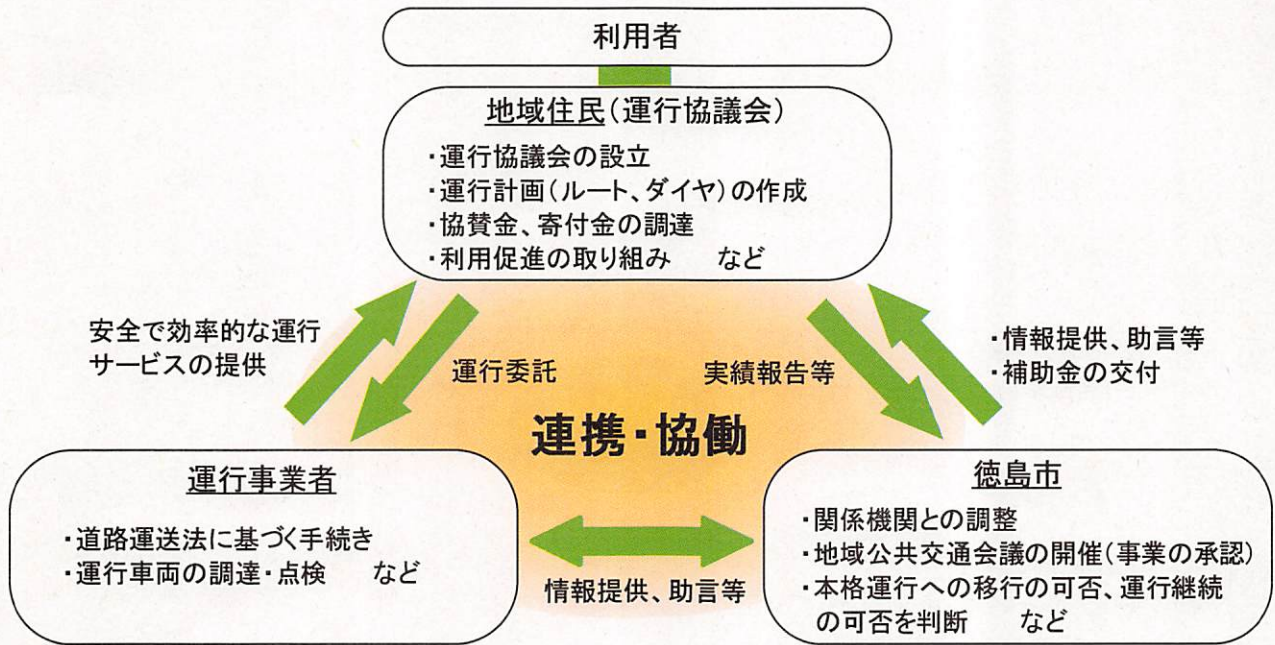 利用者
地域住民(運行協議会)
・運行協議会の設立
・運行計画(ルート、ダイヤ)の作成
・協賛金、寄付金の調達
・利用促進の取り組み　など
安全で効率的な運行
サービスの提供
運行委託
実績報告等
・情報提供、助言等
・補助金の交付
連携・協働
運行事業者
・道路運送法に基づく手続き
・運行車両の調達・点検　など
情報提供、助言等
徳島市
・関係機関との調整
・地域公共交通会議の開催(事業の承認)
・本格運行への移行の可否、運行継続
の可否を判断　など